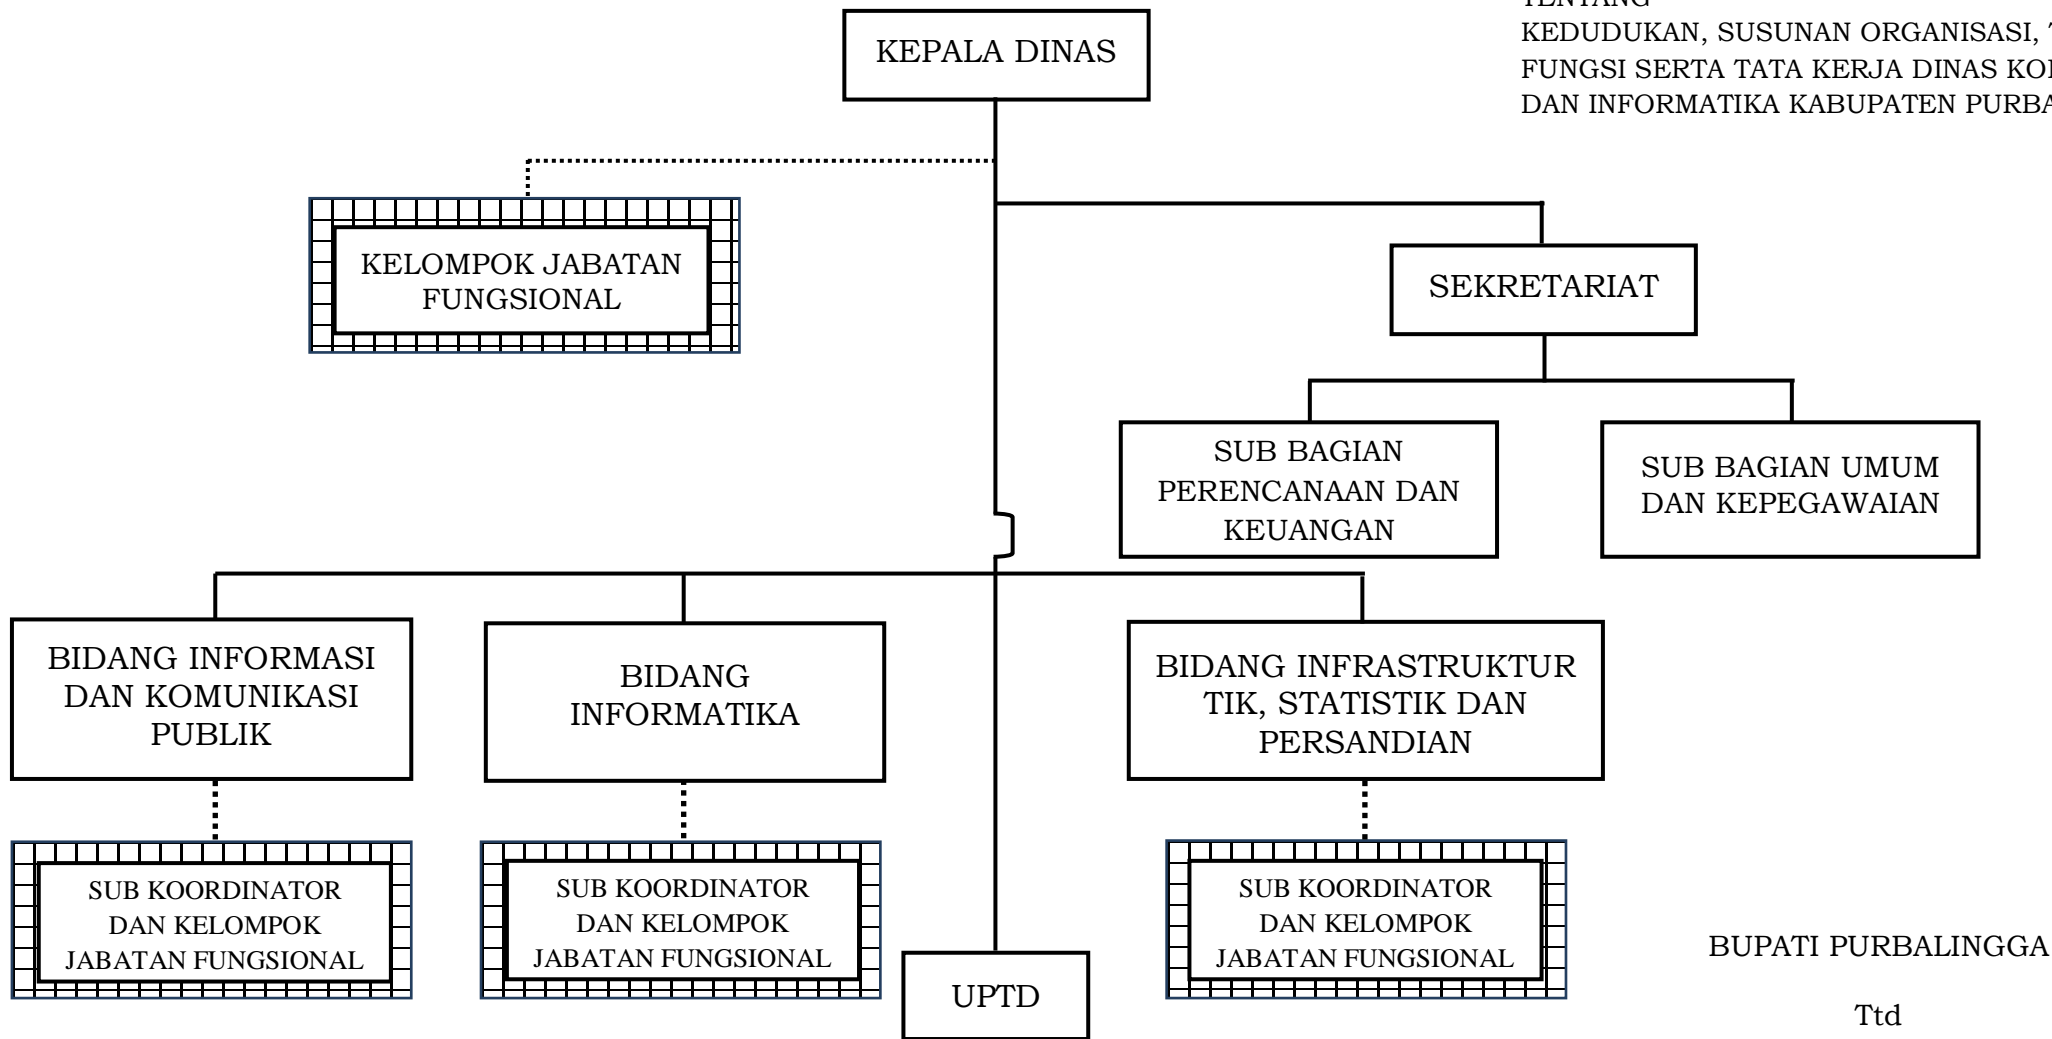 TENTANG
KEDUDUKAN, SUSUNAN ORGANISASI,
FUNGSI SERTA TATA KERJA DINAS
DAN INFORMATIKA KABUPATEN
KEPALA DINAS
KELOMPOK JABATAN
FUNGSIONAL
SEKRETARIAT
SUB BAGIAN
PERENCANAAN DAN
KEUANGAN
SUB BAGIAN UMUM
DAN KEPEGAWAIAN
BIDANG INFORMASI
DAN KOMUNIKASI
PUBLIK
BIDANG
INFORMATIKA
BIDANG INFRASTRUKTUR
TIK, STATISTIK DAN
PERSANDIAN
SUB KOORDINATOR
DAN KELOMPOK
JABATAN FUNGSIONAL
SUB KOORDINATOR
DAN KELOMPOK
JABATAN FUNGSIONAL
SUB KOORDINATOR
DAN KELOMPOK
JABATAN FUNGSIONAL
UPTD
BUPATI PURBALINGGA
Ttd